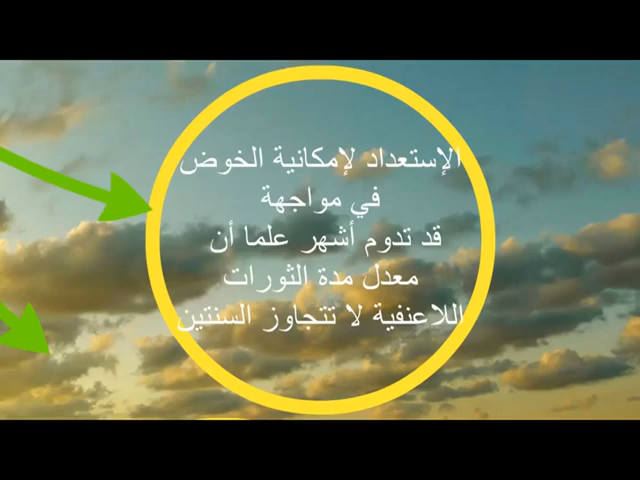 الإستعداد لإمكانية الخوض
في مواجهة
قد تدوم أشهر علما أن
معدل مدة الثورات
اللاعنفية لا تتجاوز السنتين